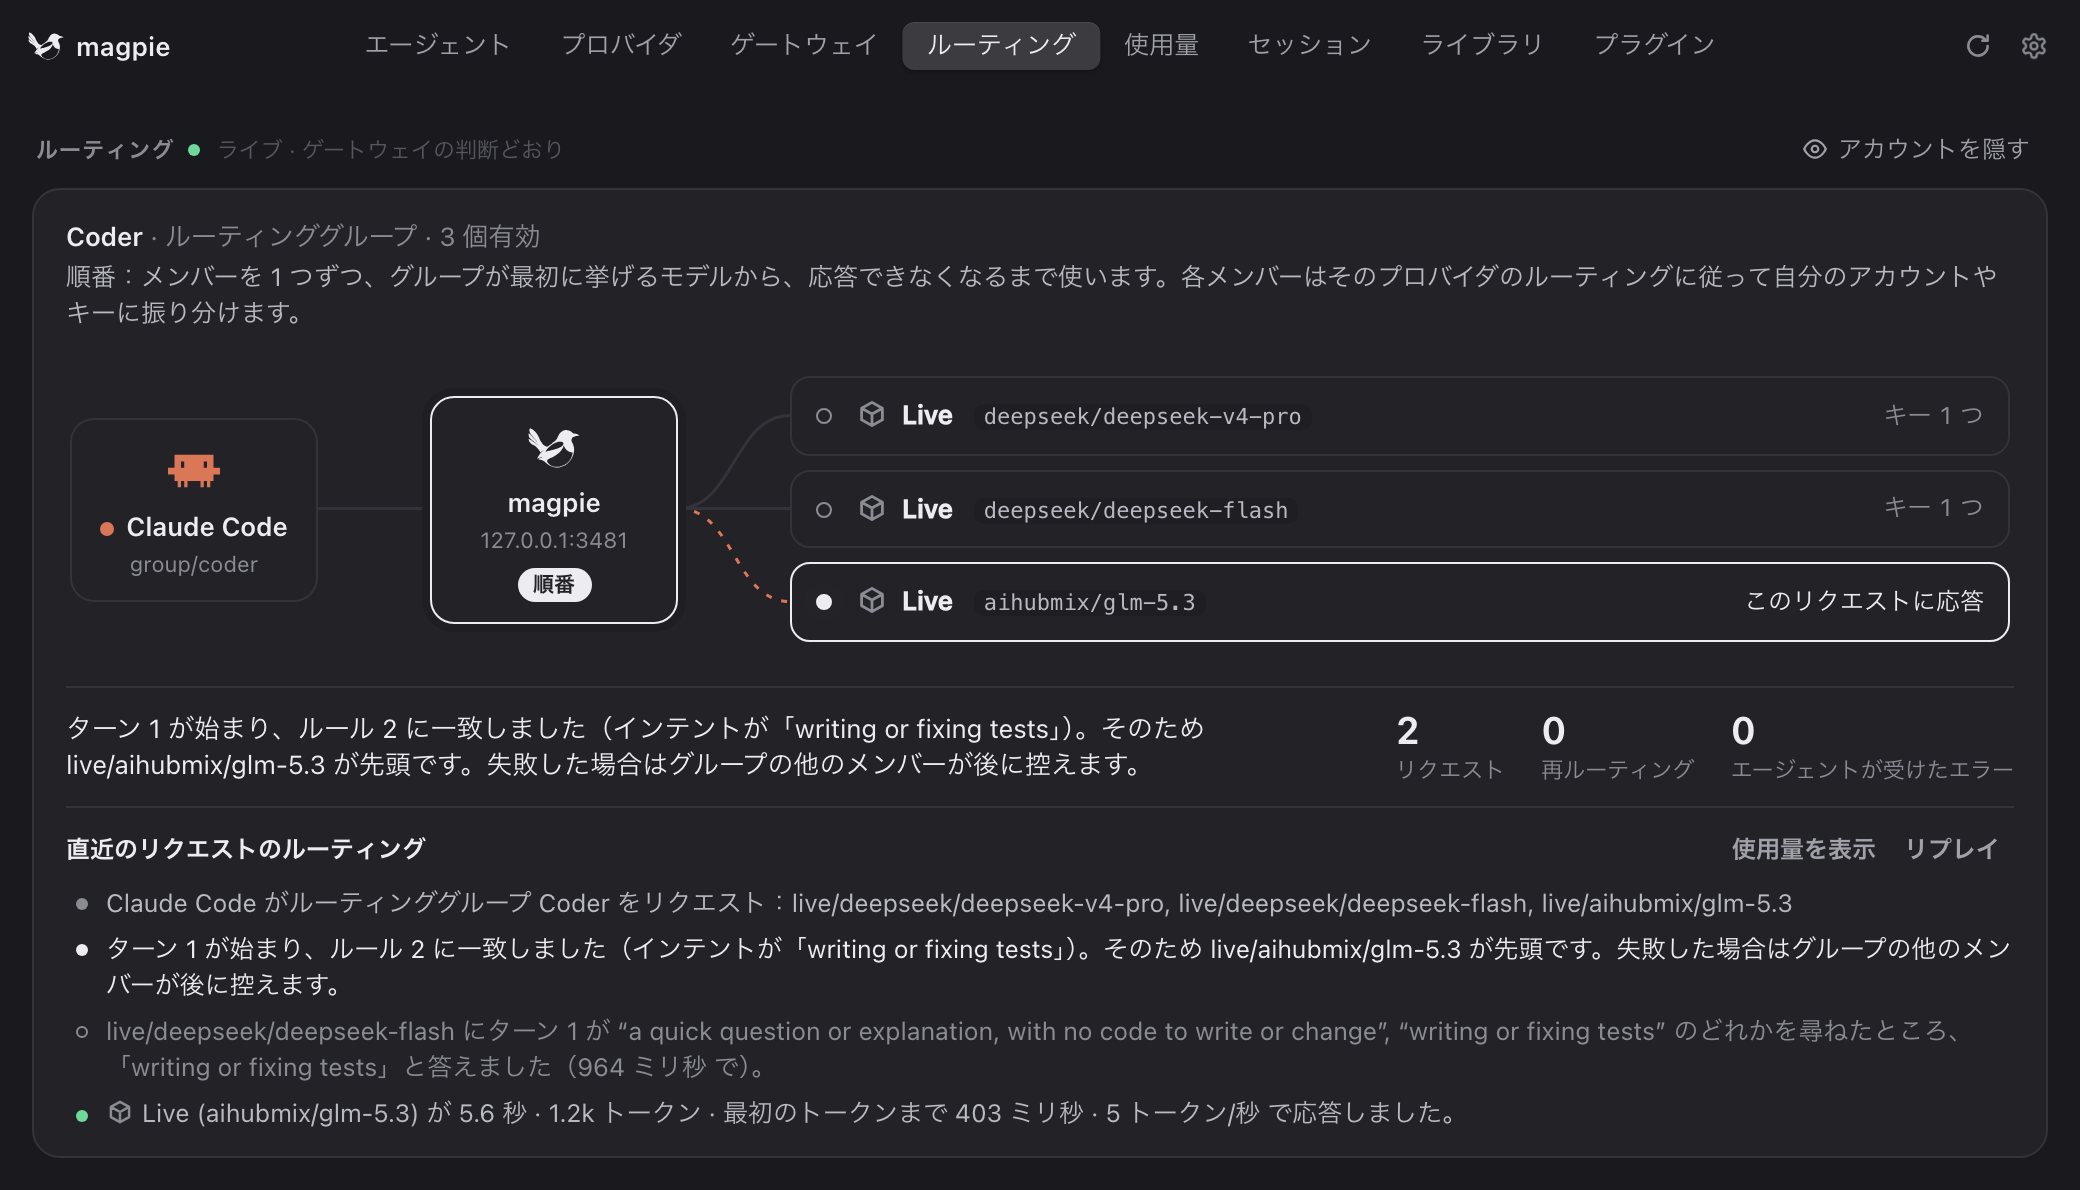 magpie
エージェント
プロバイダ
ゲートウェイ
ルーティング
使用量
セッション
ライブラリ
プラグイン
ルーティング ライブ · ゲートウェイの判断どおり
アカウントを隠す
Coder · ルーティンググループ · 3 個有効
順番：メンバーを 1 つずつ、グループが最初に挙げるモデルから、応答できなくなるまで使います。各メンバーはそのプロバイダのルーティングに従って自分のアカウントや
キーに振り分けます。
Claude Code
group/coder
magpie
127.0.0.1:3481
順番
Live deepseek/deepseek-v4-pro キー 1 つ
Live deepseek/deepseek-flash キー 1 つ
Live aihubmix/glm-5.3 このリクエストに応答
ターン 1 が始まり、ルール 2 に一致しました（インテントが「writing or fixing tests」）。そのため
live/aihubmix/glm-5.3 が先頭です。失敗した場合はグループの他のメンバーが後に控えます。
2 リクエスト
0 再ルーティング
0 エージェントが受けたエラー
直近のリクエストのルーティング
使用量を表示 リプレイ
Claude Code がルーティンググループ Coder をリクエスト：live/deepseek/deepseek-v4-pro, live/deepseek/deepseek-flash, live/aihubmix/glm-5.3
ターン 1 が始まり、ルール 2 に一致しました（インテントが「writing or fixing tests」）。そのため live/aihubmix/glm-5.3 が先頭です。失敗した場合はグループの他のメン
バーが後に控えます。
live/deepseek/deepseek-flash にターン 1 が “a quick question or explanation, with no code to write or change”, “writing or fixing tests” のどれかを尋ねたところ、
「writing or fixing tests」と答えました（964 ミリ秒 で）。
Live (aihubmix/glm-5.3) が 5.6 秒 · 1.2k トークン · 最初のトークンまで 403 ミリ秒 · 5 トークン/秒 で応答しました。